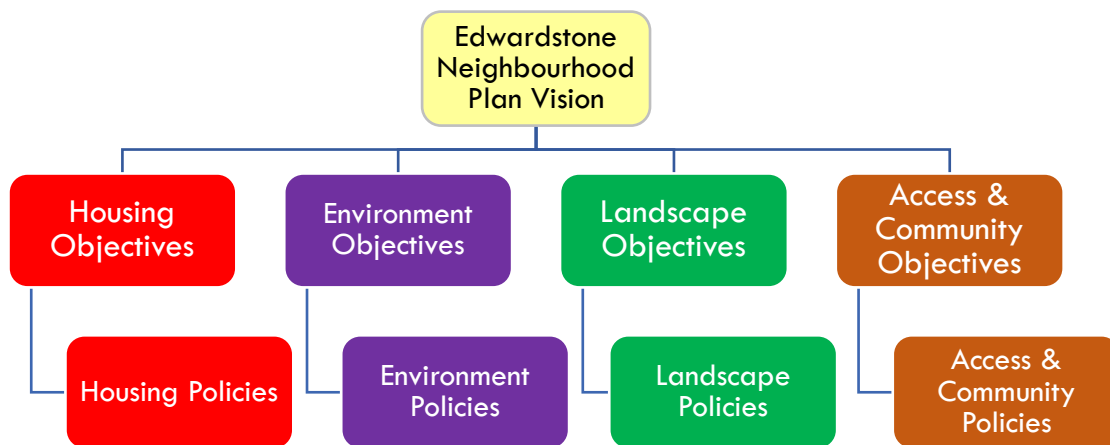 Edwardstone
Neighbourhood
Plan Vision
Housing
Objectives
Environment
Objectives
Landscape
Objectives
Access &
Community
Objectives
Housing Policies
Environment
Policies
Landscape
Policies
Access &
Community
Policies